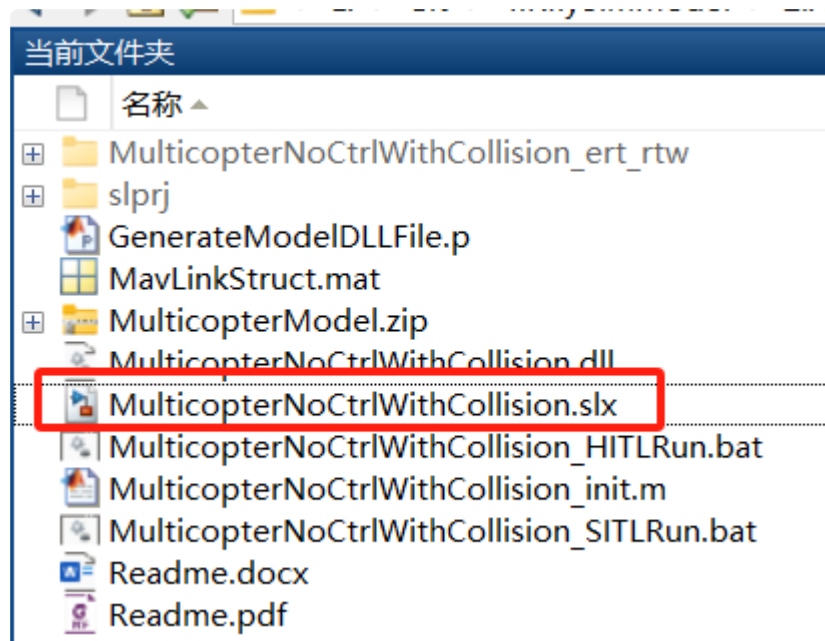 当前文件夹
名称
MulticopterNoCtrlWithCollision_ert_rtw
slprj
GenerateModelDLLFile.p
MavLinkStruct.mat
MulticopterModel.zip
MulticopterNoCtrlWithCollision.dll
MulticopterNoCtrlWithCollision.slx
MulticopterNoCtrlWithCollision_HITLRun.bat
MulticopterNoCtrlWithCollision_init.m
MulticopterNoCtrlWithCollision_SITLRun.bat
Readme.docx
Readme.pdf